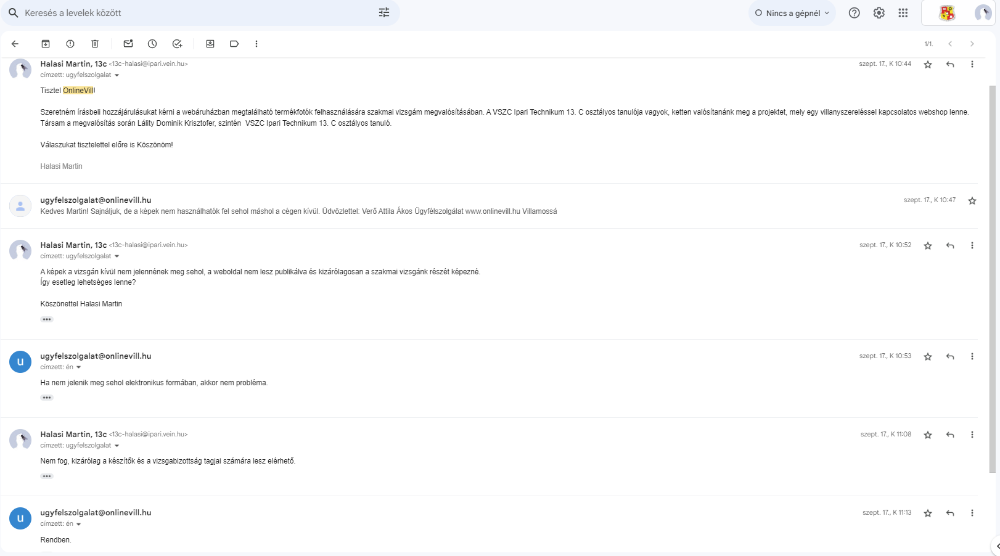 Keresés a levelek között
Nincs a gépnél
1/1.
Halasi Martin, 13c <13c-halasi@ipari.vein.hu>
szept. 17., K 10:44
címzett: ugyfelszolgalat
Tisztel OnlineVill!
Szeretném írásbeli hozzájárulásukat kérni a webáruházban megtalálható termékfotók felhasználására szakmai vizsgám megvalósításában. A VSZC Ipari Technikum 13. C osztályos tanulója vagyok, ketten valósítanánk meg a projektet, mely egy villanyszereléssel kapcsolatos webshop lenne.
Társam a megvalósítás során Lálity Dominik Krisztofer, szintén  VSZC Ipari Technikum 13. C osztályos tanuló.
Válaszukat tisztelettel előre is Köszönöm!
Halasi Martin
ugyfelszolgalat@onlinevill.hu
szept. 17., K 10:47
Kedves Martin! Sajnáljuk, de a képek nem használhatók fel sehol máshol a cégen kívül. Üdvözlettel: Verő Attila Ákos Ügyfélszolgálat www.onlinevill.hu Villamossá
Halasi Martin, 13c <13c-halasi@ipari.vein.hu>
szept. 17., K 10:52
címzett: ugyfelszolgalat
A képek a vizsgán kívül nem jelennének meg sehol, a weboldal nem lesz publikálva és kizárólagosan a szakmai vizsgánk részét képezné.
Így esetleg lehetséges lenne?
Köszönettel Halasi Martin
u
ugyfelszolgalat@onlinevill.hu
szept. 17., K 10:53
címzett: én
Ha nem jelenik meg sehol elektronikus formában, akkor nem probléma.
Halasi Martin, 13c <13c-halasi@ipari.vein.hu>
szept. 17., K 11:08
címzett: ugyfelszolgalat
Nem fog, kizárólag a készítők és a vizsgabizottság tagjai számára lesz elérhető.
u
ugyfelszolgalat@onlinevill.hu
szept. 17., K 11:13
címzett: én
Rendben.